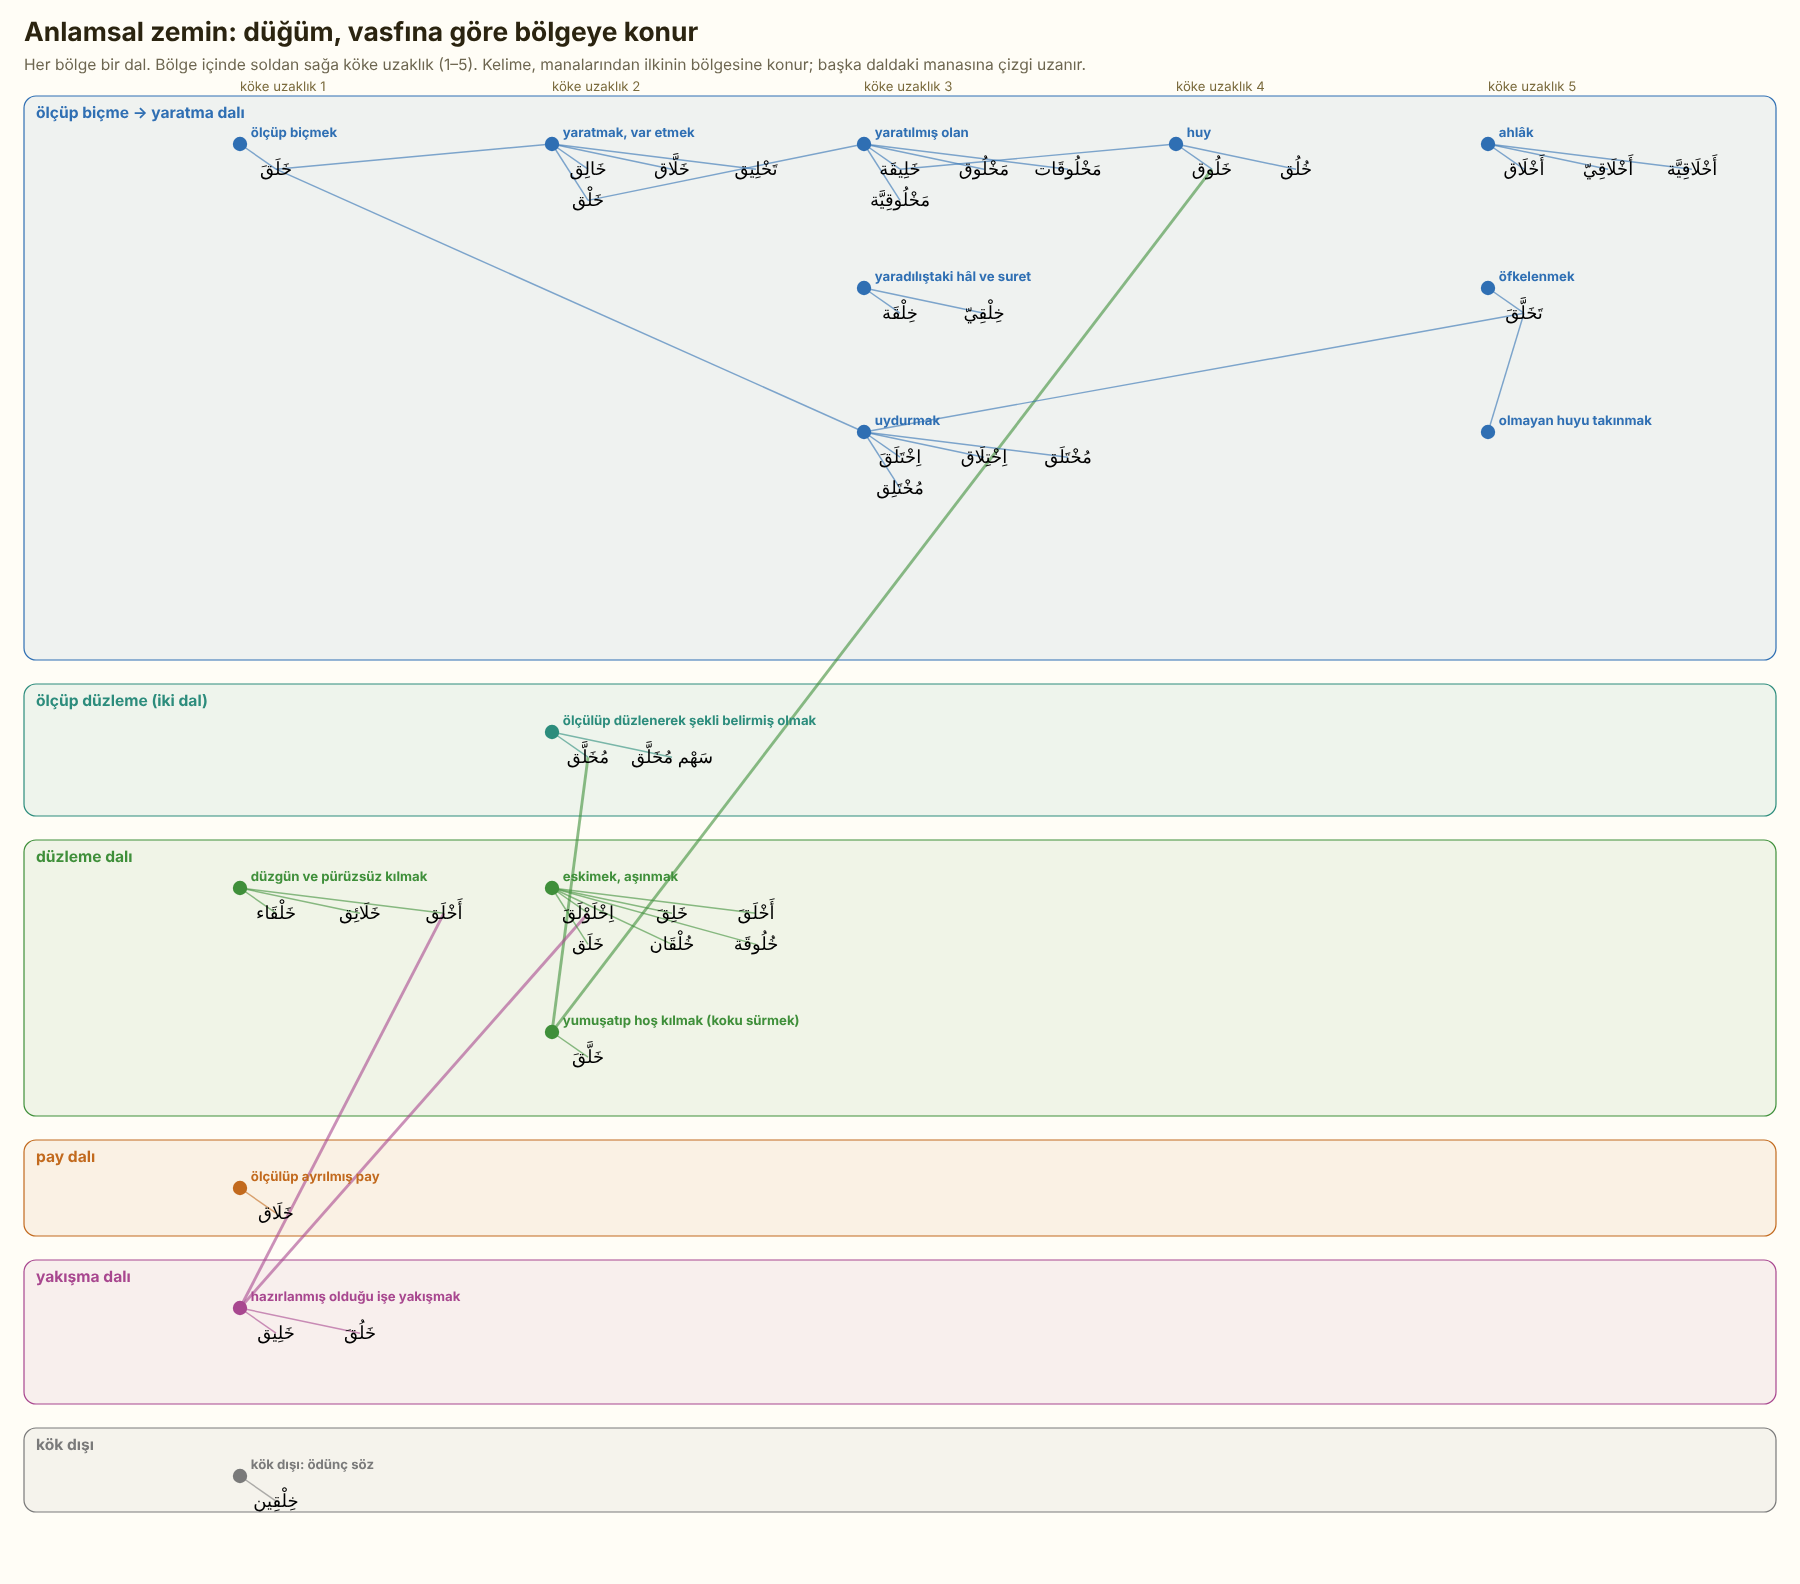 Anlamsal zemin: düğüm, vasfına göre bölgeye konur
Her bölge bir dal. Bölge içinde soldan sağa köke uzaklık (1–5). Kelime, manalarından ilkinin bölgesine konur; başka daldaki manasına çizgi uzanır.
köke uzaklık 1 köke uzaklık 2 köke uzaklık 3 köke uzaklık 4 köke uzaklık 5
ölçüp biçme → yaratma dalı
ölçüp biçmek yaratmak, var etmek yaratılmış olan huy ahlâk
خَلَقَ خَالِق خَلَّاق تَخْلِيق خَلِيقَة مَخْلُوق مَخْلُوقَات خَلُوق خُلُق أَخْلَاق أَخْلَاقِيّ أَخْلَاقِيَّة
خَلْق مَخْلُوقِيَّة
yaradılıştaki hâl ve suret öfkelenmek
خِلْقَة خِلْقِيّ تَخَلَّقَ
uydurmak olmayan huyu takınmak
اِخْتَلَقَ اِخْتِلَاق مُخْتَلَق
مُخْتَلِق
ölçüp düzleme (iki dal)
ölçülüp düzlenerek şekli belirmiş olmak
مُخَلَّق سَهْم مُخَلَّق
düzleme dalı
düzgün ve pürüzsüz kılmak eskimek, aşınmak
خَلْقَاء خَلَائِق أَخْلَق اِخْلَوْلَقَ خَلِقَ أَخْلَقَ
خَلَق خُلْقَان خُلُوقَة
yumuşatıp hoş kılmak (koku sürmek)
خَلَّقَ
pay dalı
ölçülüp ayrılmış pay
خَلَاق
yakışma dalı
hazırlanmış olduğu işe yakışmak
خَلِيق خَلُقَ
kök dışı
kök dışı: ödünç söz
خِلْقِين